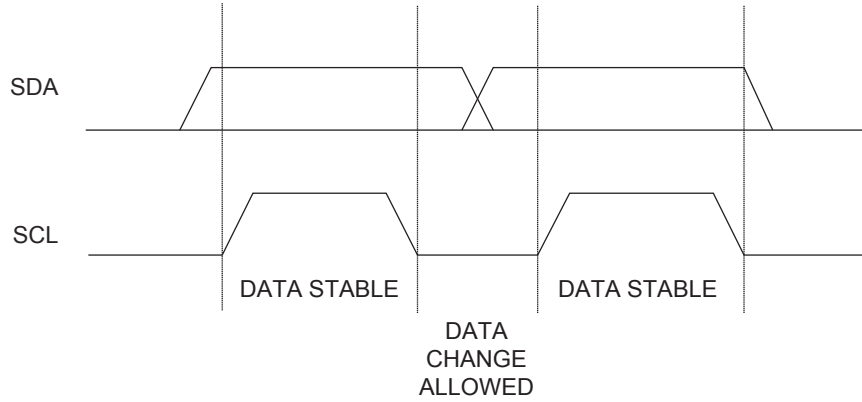 SDA
SCL
DATA STABLE
DATA STABLE
DATA
CHANGE
ALLOWED